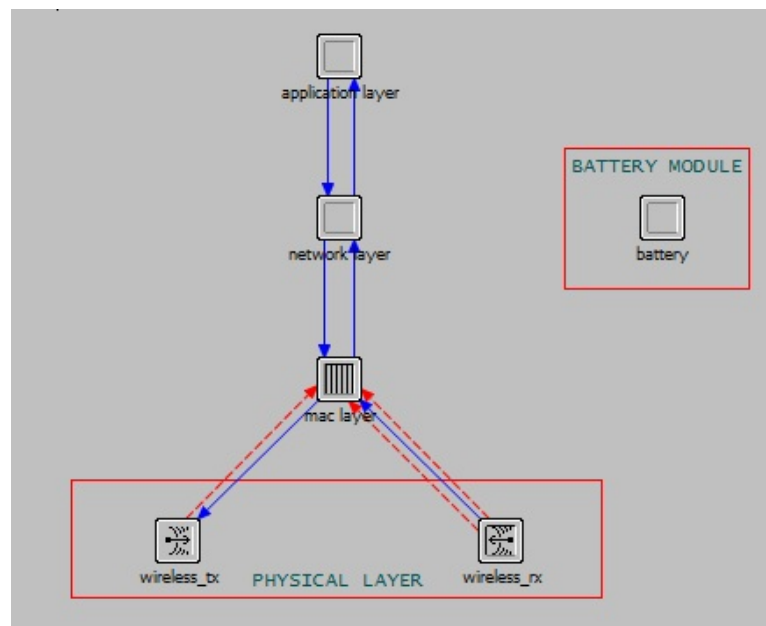 application layer
BATTERY MODULE
network layer
battery
mac layer
wireless_tx
PHYSICAL LAYER
wireless_rx